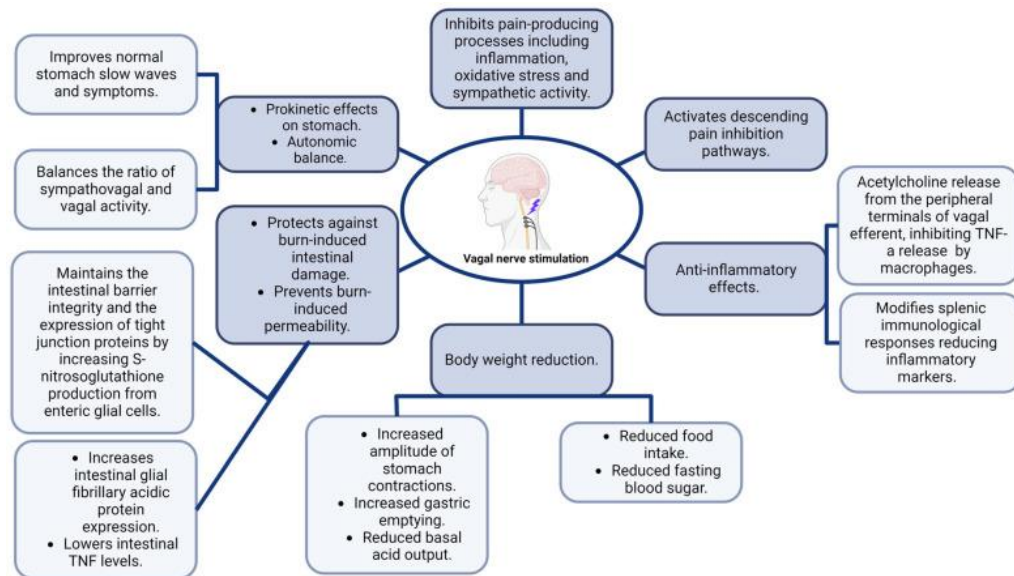 Inhibits pain-producing
processes including
inflammation,
oxidative stress and
sympathetic activity.
Improves normal
stomach slow waves
and symptoms.
• Prokinetic effects
on stomach.
• Autonomic
balance.
Balances the ratio of
sympathovagal and
vagal activity.
Activates descending
pain inhibition
pathways.
Vagal nerve stimulation
Acetylcholine release
from the peripheral
terminals of vagal
efferent, inhibiting TNF-
a release by
macrophages.
Anti-inflammatory
effects.
Modifies splenic
immunological
responses reducing
inflammatory
markers.
• Protects against
burn-induced
intestinal
damage.
• Prevents burn-
induced
permeability.
Maintains the
intestinal barrier
integrity and the
expression of tight
junction proteins by
increasing S-
nitrosoglutathione
production from
enteric glial cells.
• Increases
intestinal glial
fibrillary acidic
protein
expression.
• Lowers intestinal
TNF levels.
Body weight reduction.
• Increased
amplitude of
stomach
contractions.
• Increased gastric
emptying.
• Reduced basal
acid output.
• Reduced food
intake.
• Reduced fasting
blood sugar.